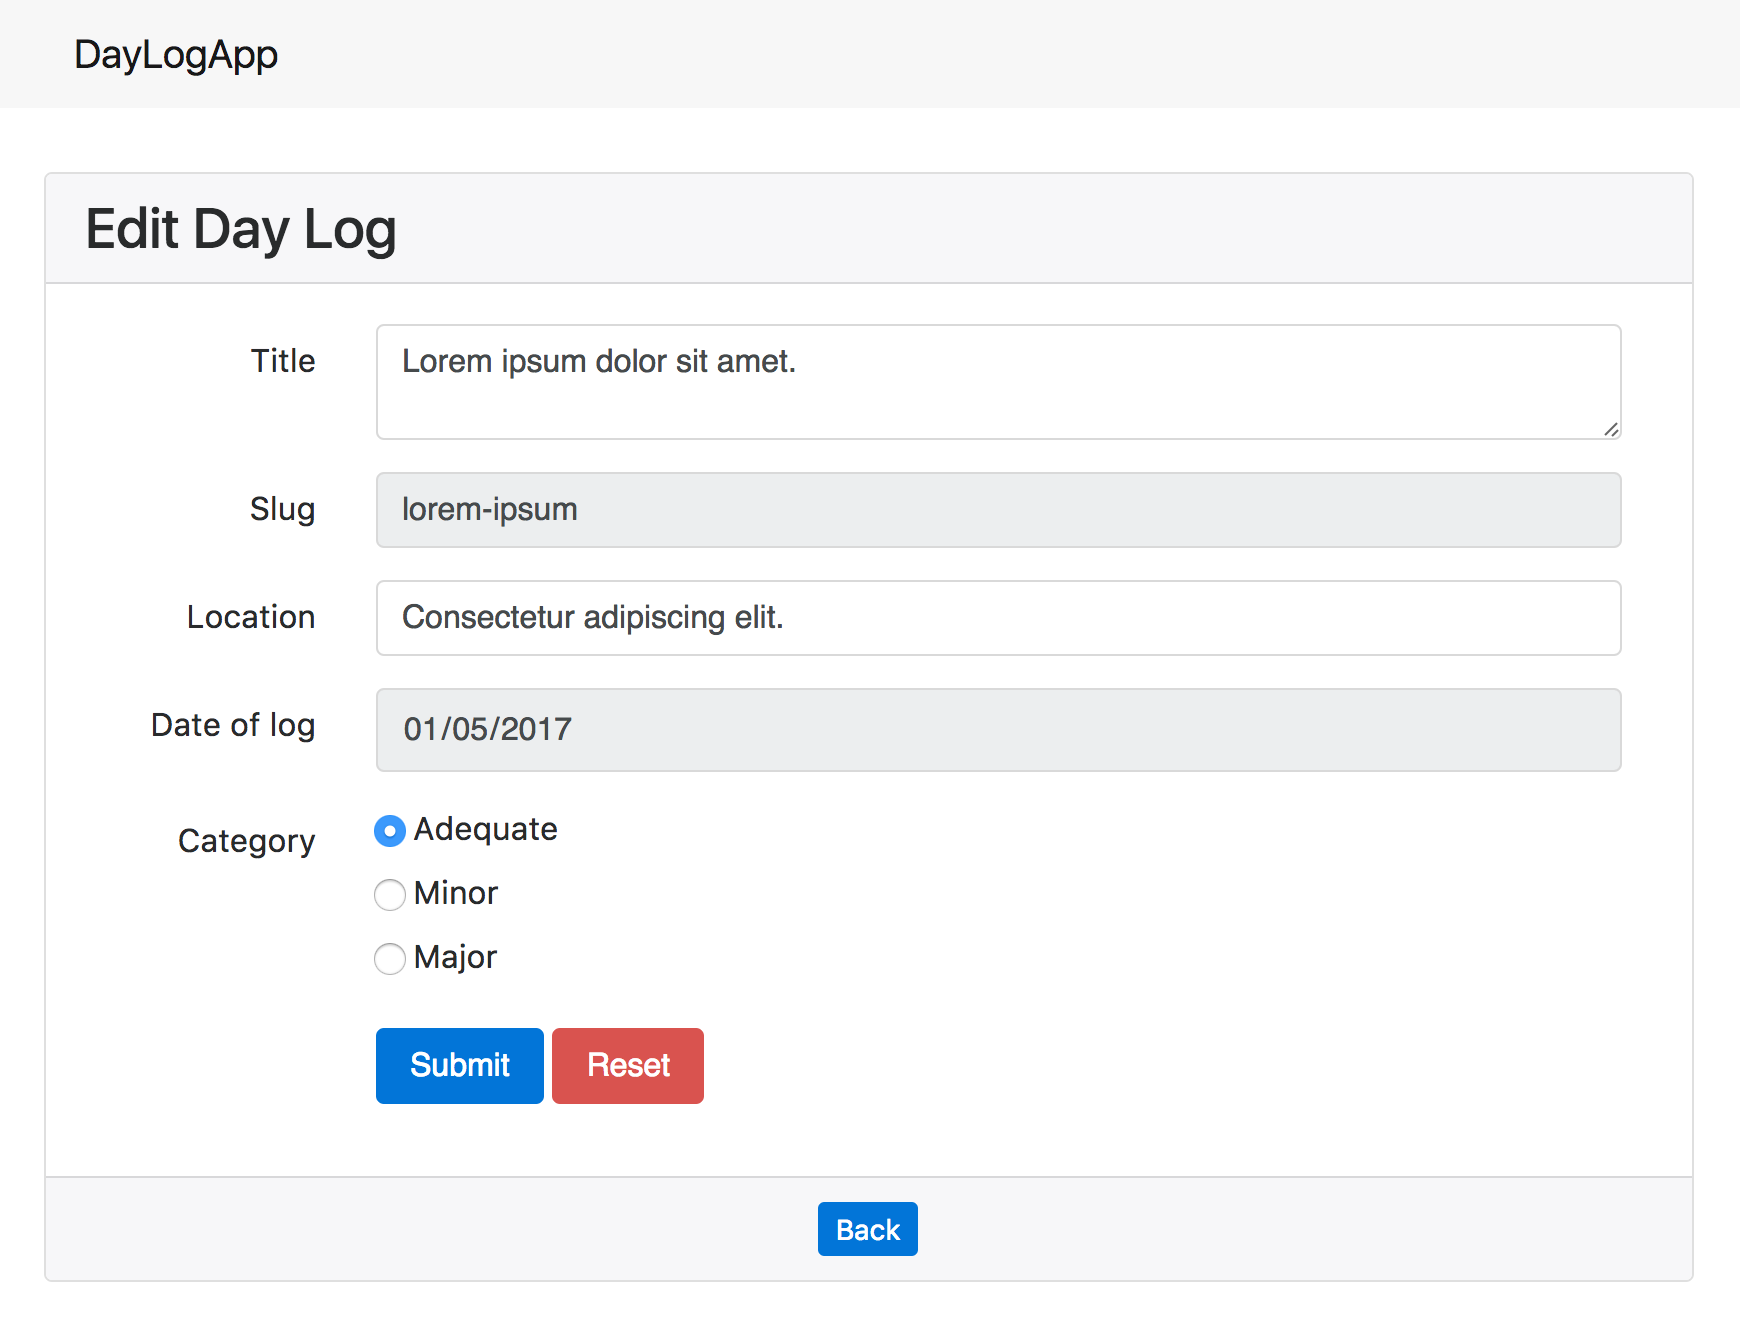 DayLogApp
Edit Day Log
Title
Lorem ipsum dolor sit amet.
Slug
lorem-ipsum
Location
Consectetur adipiscing elit.
Date of log
01/05/2017
Category
Adequate
Minor
Major
Submit Reset
Back